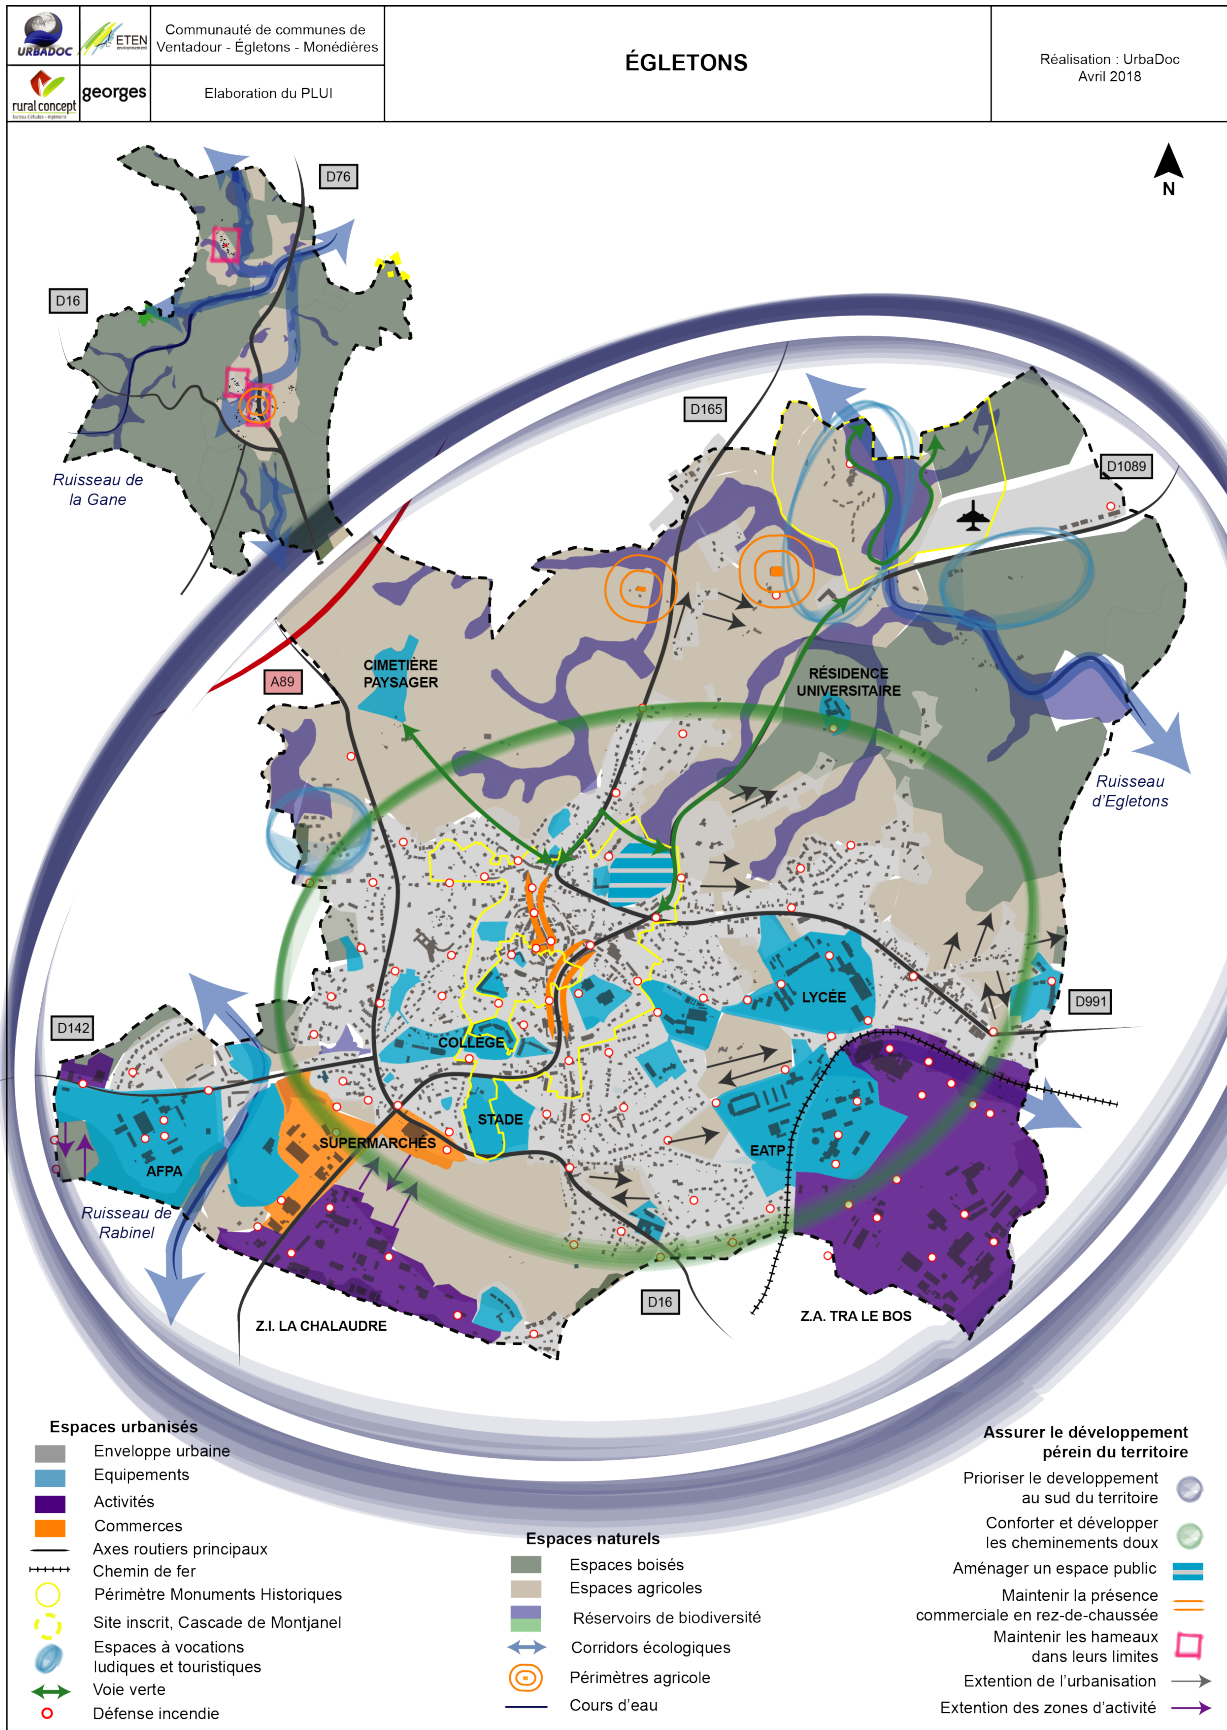 URBADOC
ETEN
environnement
Communauté de communes de
Ventadour - Égletons - Monédières
rural concept
georges
Elaboration du PLUI
ÉGLETONS
Réalisation : UrbaDoc
Avril 2018
N
D76
D16
Ruisseau de
la Gane
D165
D1089
A89
CIMETIÈRE
PAYSAGER
RÉSIDENCE
UNIVERSITAIRE
Ruisseau
d'Egletons
LYCÉE
D991
D142
COLLEGE
STADE
SUPERMARCHÉS
EATP
AFPA
Ruisseau de
Rabinel
D16
Z.I. LA CHALAUDRE
Z.A. TRA LE BOS
Espaces urbanisés
Enveloppe urbaine
Equipements
Activités
Commerces
Axes routiers principaux
Chemin de fer
Périmètre Monuments Historiques
Site inscrit, Cascade de Montjanel
Espaces à vocations
ludiques et touristiques
Voie verte
Défense incendie
Espaces naturels
Espaces boisés
Espaces agricoles
Réservoirs de biodiversité
Corridors écologiques
Périmètres agricole
Cours d'eau
Assurer le développement
pérein du territoire
Prioriser le developpement
au sud du territoire
Conforter et développer
les cheminements doux
Aménager un espace public
Maintenir la présence
commerciale en rez-de-chaussée
Maintenir les hameaux
dans leurs limites
Extention de l'urbanisation
Extention des zones d'activité